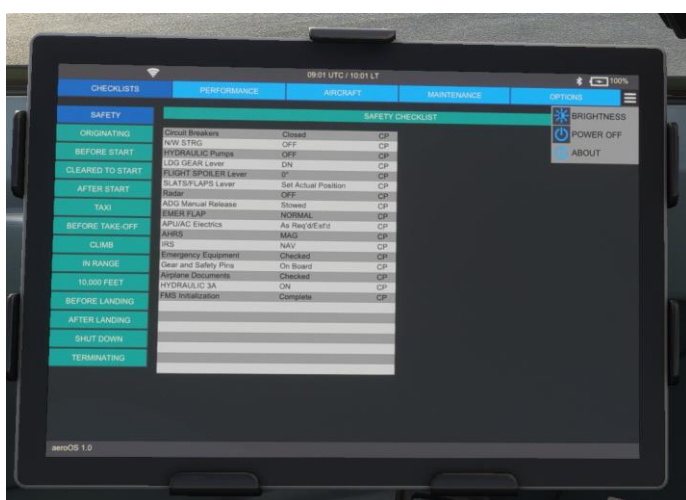 09:01 UTC / 10:01 LT
100%
CHECKLISTS PERFORMANCE AIRCRAFT MAINTENANCE OPTIONS
BRIGHTNESS
POWER OFF
ABOUT
SAFETY
ORIGINATING
BEFORE START
CLEARED TO START
AFTER START
TAXI
BEFORE TAKE-OFF
CLIMB
IN RANGE
10.000 FEET
BEFORE LANDING
AFTER LANDING
SHUT DOWN
TERMINATING
SAFETY CHECKLIST
Circuit Breakers Closed CP
N/W STRG OFF CP
HYDRAULIC Pumps OFF CP
LDG GEAR Lever DN CP
FLIGHT SPOILER Lever 0° CP
SLATS/FLAPS Lever Set Actual Position CP
Radar OFF CP
ADG Manual Release Stowed CP
EMER FLAP NORMAL CP
APU/AC Electrics As Req'd/Est'd CP
AHRS MAG CP
IRS NAV CP
Emergency Equipment Checked CP
Gear and Safety Pins On Board CP
Airplane Documents Checked CP
HYDRAULIC 3A ON CP
FMS Initialization Complete CP
aeroOS 1.0